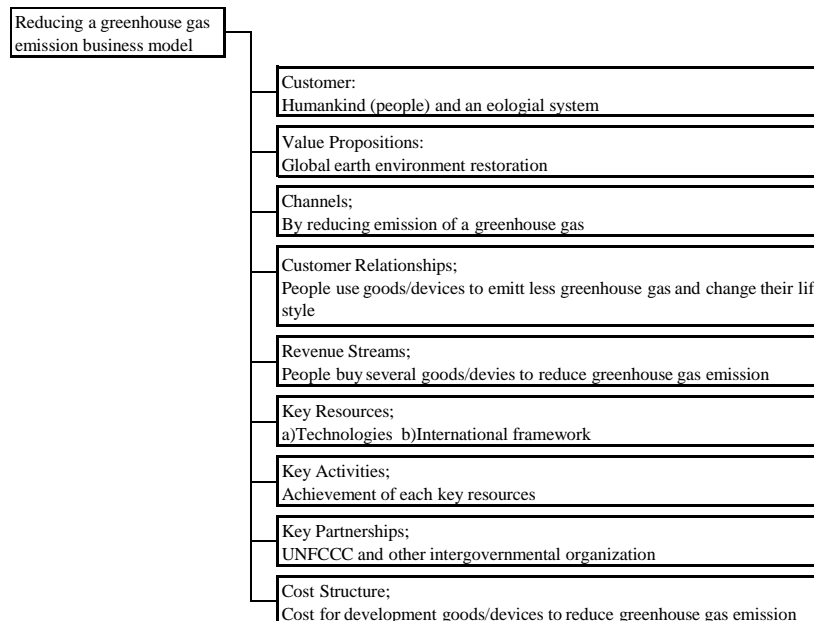 Reducing a greenhouse gas
emission business model
Customer:
Humankind (people) and an eologial system
Value Propositions:
Global earth environment restoration
Channels;
By reducing emission of a greenhouse gas
Customer Relationships;
People use goods/devices to emitt less greenhouse gas and change their lif
style
Revenue Streams;
People buy several goods/devies to reduce greenhouse gas emission
Key Resources;
a)Technologies b)International framework
Key Activities;
Achievement of each key resources
Key Partnerships;
UNFCCC and other intergovernmental organization
Cost Structure;
Cost for development goods/devices to reduce greenhouse gas emission